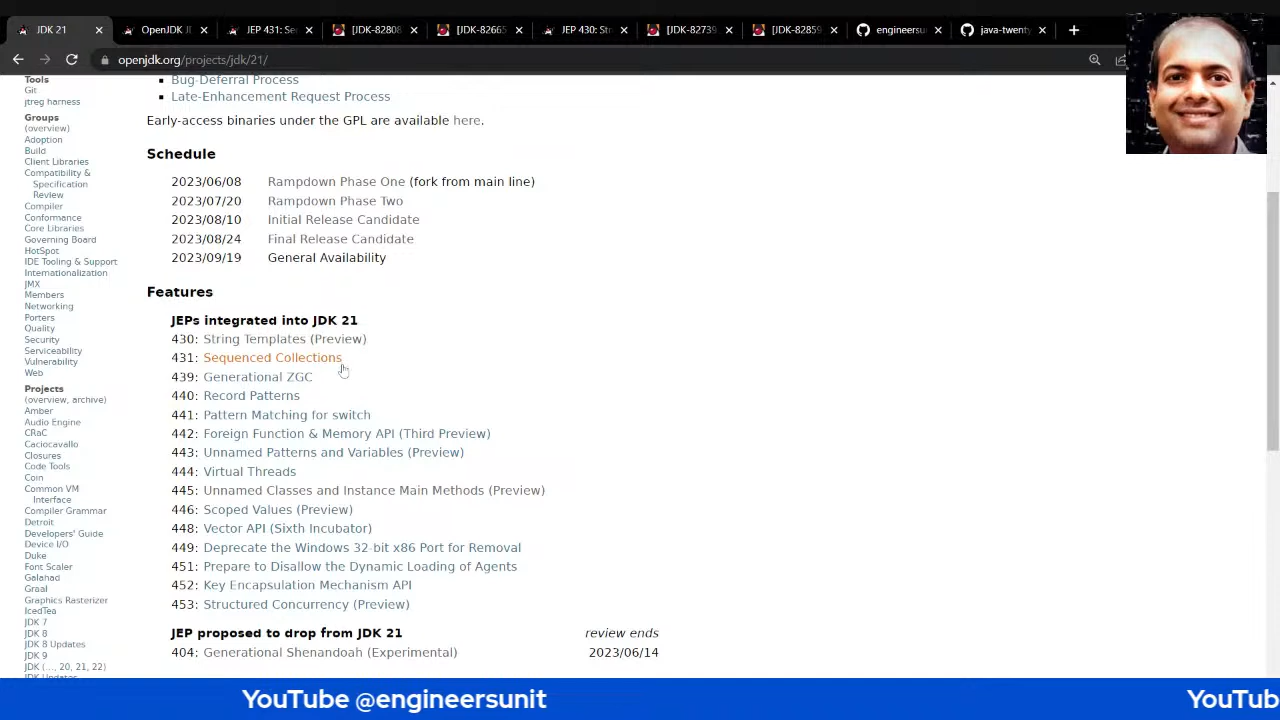 JDK 21
OpenJDK JD
JEP 431: Se
[JDK-82808
[JDK-82665
JEP 430: Str
[JDK-82739
[JDK-82859
engineersun
java-twenty
openjdk.org/projects/jdk/21/
Tools
Git
jtreg harness
Groups
(overview)
Adoption
Build
Client Libraries
Compatibility &
Specification
Review
Compiler
Conformance
Core Libraries
Governing Board
HotSpot
IDE Tooling & Support
Internationalization
JMX
Members
Networking
Porters
Quality
Security
Serviceability
Vulnerability
Web
Projects
(overview, archive)
Amber
Audio Engine
CRaC
Caciocavallo
Closures
Code Tools
Coin
Common VM
Interface
Compiler Grammar
Detroit
Developers' Guide
Device I/O
Duke
Font Scaler
Galahad
Graal
Graphics Rasterizer
IcedTea
JDK 7
JDK 8
JDK 8 Updates
JDK 9
JDK (..., 20, 21, 22)
JDK Updates
Bug-Deferral Process
Late-Enhancement Request Process
Early-access binaries under the GPL are available here.
Schedule
2023/06/08 Rampdown Phase One (fork from main line)
2023/07/20 Rampdown Phase Two
2023/08/10 Initial Release Candidate
2023/08/24 Final Release Candidate
2023/09/19 General Availability
Features
JEPs integrated into JDK 21
430: String Templates (Preview)
431: Sequenced Collections
439: Generational ZGC
440: Record Patterns
441: Pattern Matching for switch
442: Foreign Function & Memory API (Third Preview)
443: Unnamed Patterns and Variables (Preview)
444: Virtual Threads
445: Unnamed Classes and Instance Main Methods (Preview)
446: Scoped Values (Preview)
448: Vector API (Sixth Incubator)
449: Deprecate the Windows 32-bit x86 Port for Removal
451: Prepare to Disallow the Dynamic Loading of Agents
452: Key Encapsulation Mechanism API
453: Structured Concurrency (Preview)
JEP proposed to drop from JDK 21 review ends
404: Generational Shenandoah (Experimental) 2023/06/14
YouTube @engineersunit
YouTub